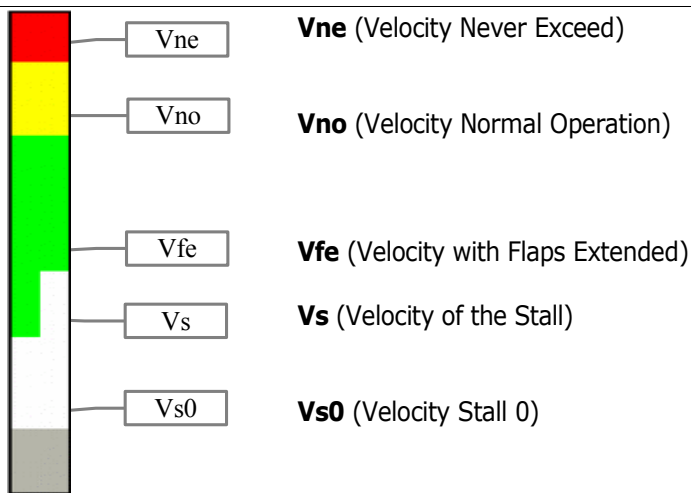 Vne
Vne (Velocity Never Exceed)
Vno
Vno (Velocity Normal Operation)
Vfe
Vfe (Velocity with Flaps Extended)
Vs
Vs (Velocity of the Stall)
Vs0
Vs0 (Velocity Stall 0)